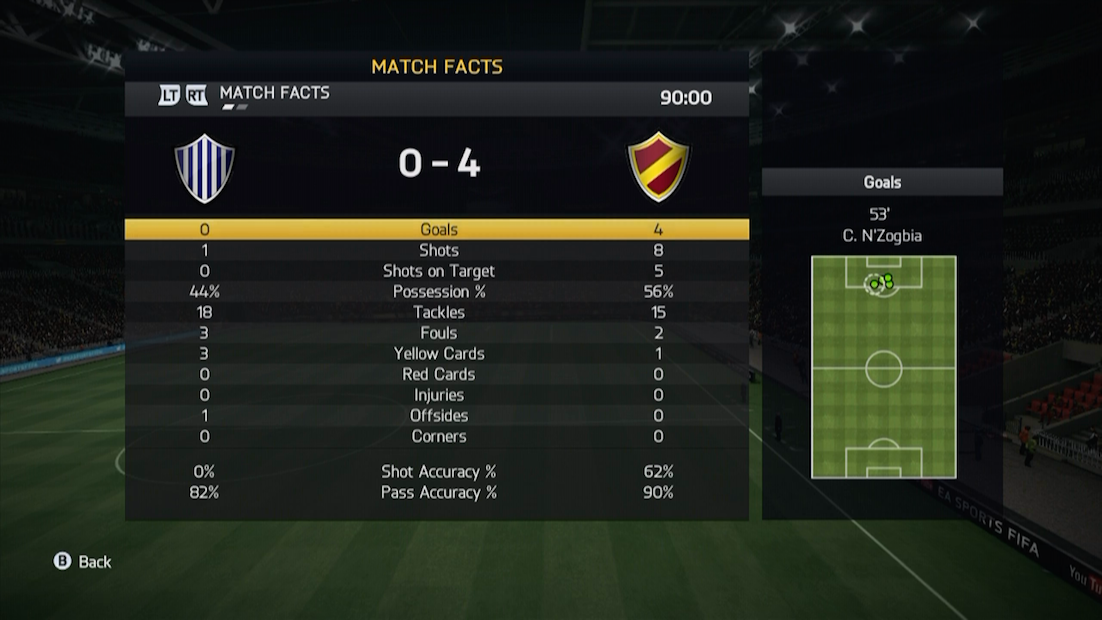 MATCH FACTS
LT RT MATCH FACTS 90:00
0 - 4
0 Goals 4
1 Shots 8
0 Shots on Target 5
44% Possession % 56%
18 Tackles 15
3 Fouls 2
3 Yellow Cards 1
0 Red Cards 0
0 Injuries 0
1 Offsides 0
0 Corners 0
0% Shot Accuracy % 62%
82% Pass Accuracy % 90%
Goals
53'
C. N'Zogbia
EA SPORTS FIFA
You
B Back